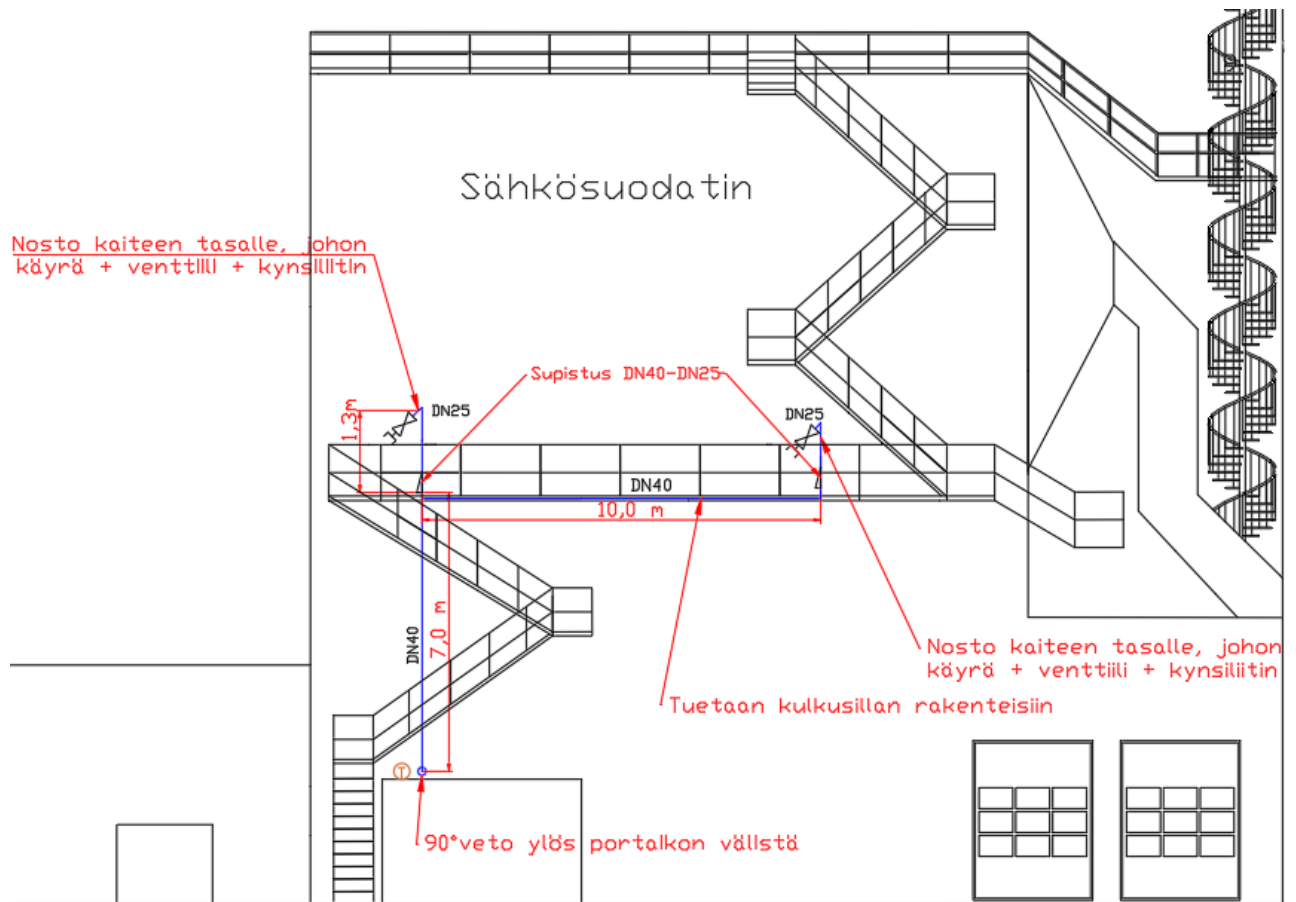 Sähkösuodatin
Nosto kaiteen tasalle, johon
käyrä + venttiili + kynsiliitin
Supistus DN40-DN25
1,3m
DN25
DN25
DN40
10,0 m
DN40
7,0 m
Nosto kaiteen tasalle, johon
käyrä + venttiili + kynsiliitin
Tuetaan kulkusillan rakenteisiin
T
90°veto ylös portaikon välistä